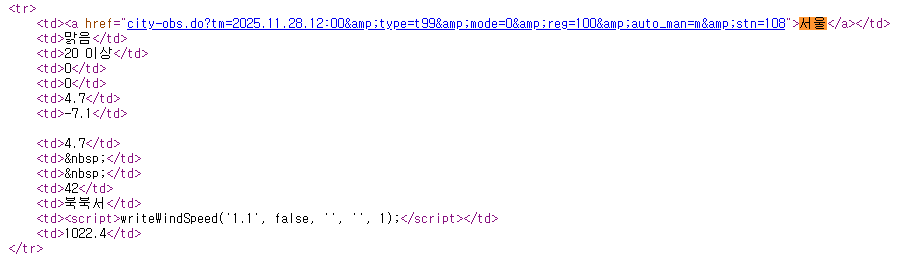 <tr>
<td><a href="city-obs.do?tm=2025.11.28.12:00&amp;type=t99&amp;mode=0&amp;reg=100&amp;auto_man=m&amp;stn=108">서울</a></td>
<td>맑음</td>
<td>20 이상</td>
<td>0</td>
<td>0</td>
<td>4.7</td>
<td>-7.1</td>
<td>4.7</td>
<td>&nbsp;</td>
<td>&nbsp;</td>
<td>42</td>
<td>북북서</td>
<td><script>writeWindSpeed('1.1', false, '', '', 1);</script></td>
<td>1022.4</td>
</tr>